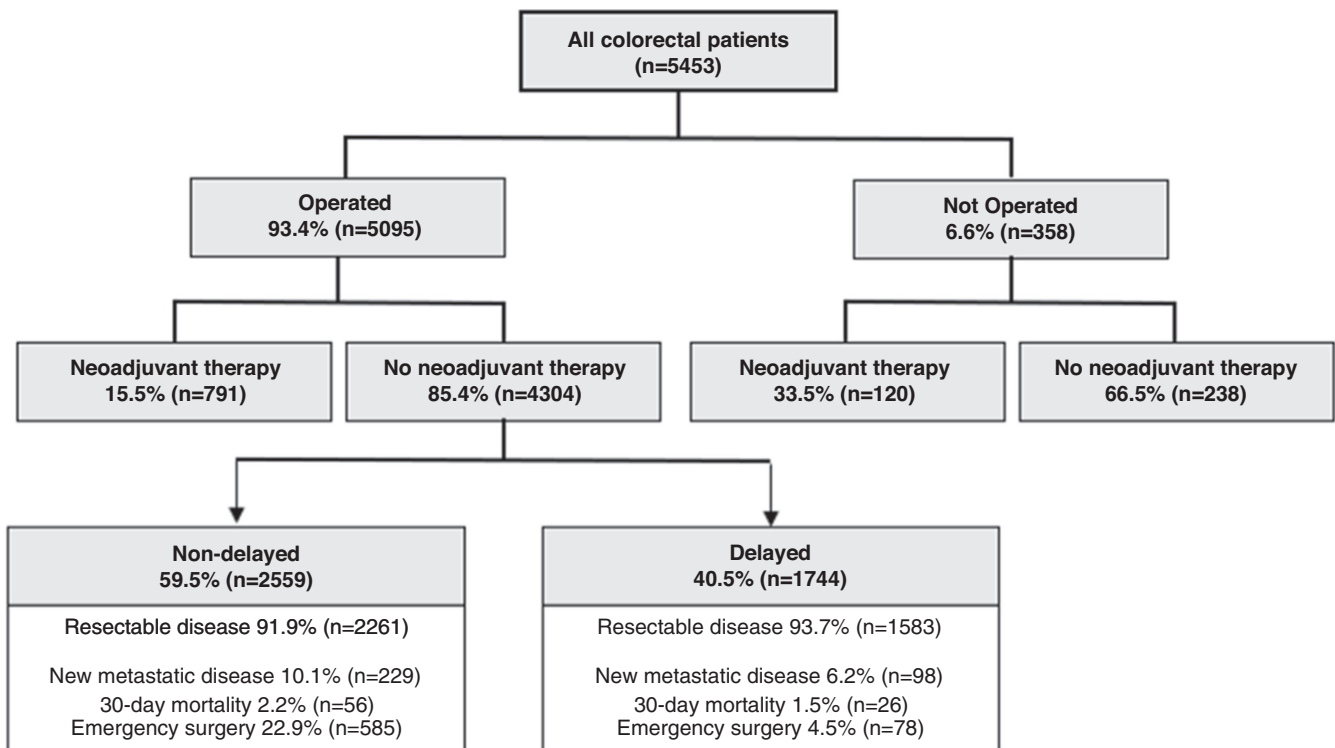 All colorectal patients
(n=5453)
Operated
93.4% (n=5095)
Not Operated
6.6% (n=358)
Neoadjuvant therapy
15.5% (n=791)
No neoadjuvant therapy
85.4% (n=4304)
Neoadjuvant therapy
33.5% (n=120)
No neoadjuvant therapy
66.5% (n=238)
Non-delayed
59.5% (n=2559)
Resectable disease 91.9% (n=2261)
New metastatic disease 10.1% (n=229)
30-day mortality 2.2% (n=56)
Emergency surgery 22.9% (n=585)
Delayed
40.5% (n=1744)
Resectable disease 93.7% (n=1583)
New metastatic disease 6.2% (n=98)
30-day mortality 1.5% (n=26)
Emergency surgery 4.5% (n=78)